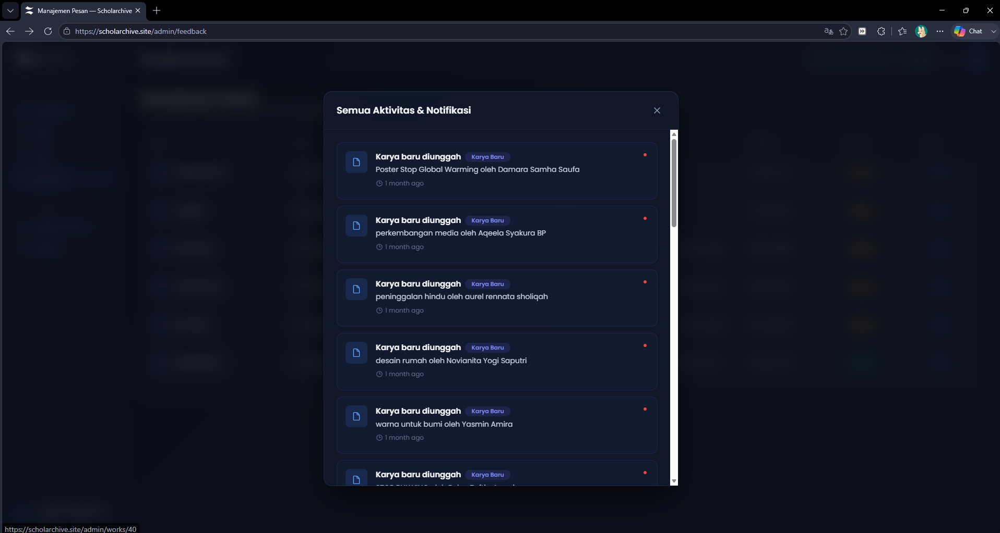 Manajemen Pesan — Scholarchive
https://scholarchive.site/admin/feedback
Chat
Semua Aktivitas & Notifikasi
Karya baru diunggah Karya Baru
Poster Stop Global Warming oleh Damara Samha Saufa
1 month ago
Karya baru diunggah Karya Baru
perkembangan media oleh Aqeela Syakura BP
1 month ago
Karya baru diunggah Karya Baru
peninggalan hindu oleh aurel rennata sholiqah
1 month ago
Karya baru diunggah Karya Baru
desain rumah oleh Novianita Yogi Saputri
1 month ago
Karya baru diunggah Karya Baru
warna untuk bumi oleh Yasmin Amira
1 month ago
Karya baru diunggah Karya Baru
https://scholarchive.site/admin/works/40